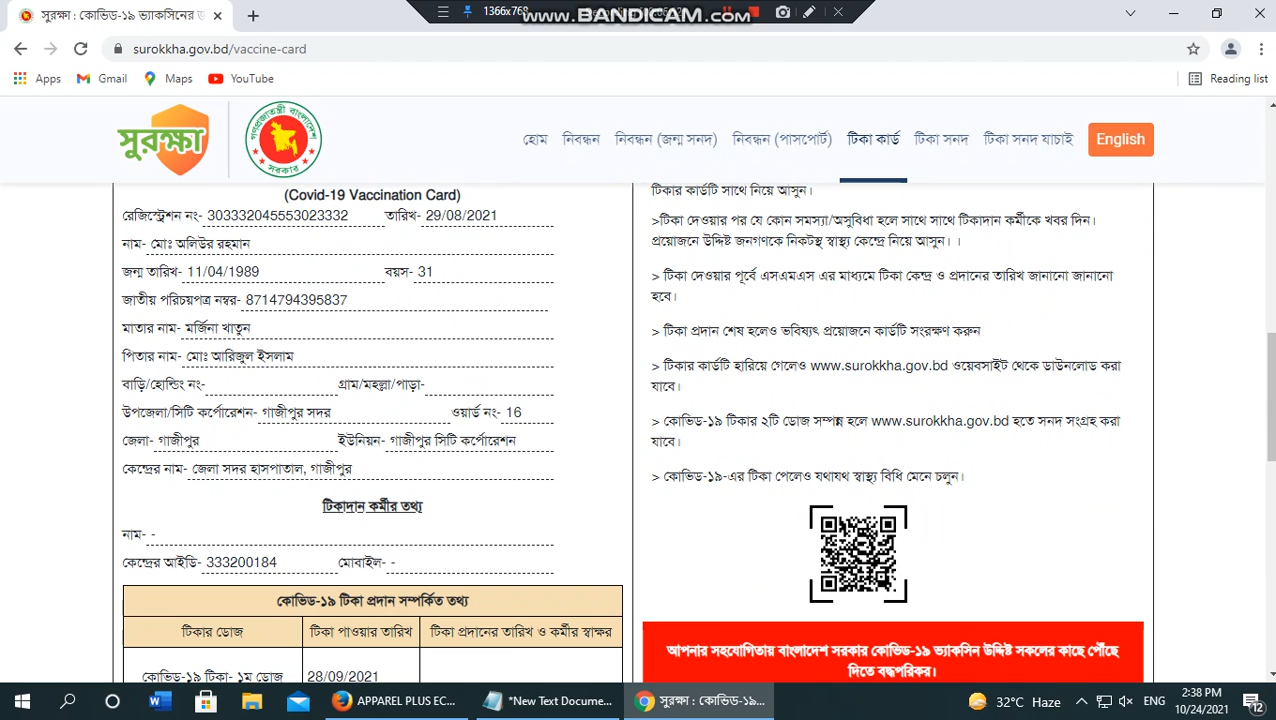 সুরক্ষা : কোভিড-১৯ ভ্যাকসিনের
1366x768
www.BANDICAM.com
surokkha.gov.bd/vaccine-card
Apps Gmail Maps YouTube Reading list
সুরক্ষা
গণপ্রজাতন্ত্রী বাংলাদেশ সরকার
হোম নিবন্ধন নিবন্ধন (জন্ম সনদ) নিবন্ধন (পাসপোর্ট) টিকা কার্ড টিকা সনদ টিকা সনদ যাচাই English
(Covid-19 Vaccination Card)
রেজিস্ট্রেশন নং- 303332045553023332 তারিখ- 29/08/2021
নাম- মোঃ অলিউর রহমান
জন্ম তারিখ- 11/04/1989 বয়স- 31
জাতীয় পরিচয়পত্র নম্বর- 8714794395837
মাতার নাম- মর্জিনা খাতুন
পিতার নাম- মোঃ আরিজুল ইসলাম
বাড়ি/হোল্ডিং নং- গ্রাম/মহল্লা/পাড়া-
উপজেলা/সিটি কর্পোরেশন- গাজীপুর সদর ওয়ার্ড নং- 16
জেলা- গাজীপুর ইউনিয়ন- গাজীপুর সিটি কর্পোরেশন
কেন্দ্রের নাম- জেলা সদর হাসপাতাল, গাজীপুর
টিকাদান কর্মীর তথ্য
নাম- -
কেন্দ্রের আইডি- 333200184 মোবাইল- -
কোভিড-১৯ টিকা প্রদান সম্পর্কিত তথ্য
টিকার ডোজ টিকা পাওয়ার তারিখ টিকা প্রদানের তারিখ ও কর্মীর স্বাক্ষর
কোভিড-১৯ টিকা- ১ম ডোজ 28/09/2021
টিকার কার্ডটি সাথে নিয়ে আসুন।
>টিকা দেওয়ার পর যে কোন সমস্যা/অসুবিধা হলে সাথে সাথে টিকাদান কর্মীকে খবর দিন।
প্রয়োজনে উদ্দিষ্ট জনগণকে নিকটস্থ স্বাস্থ্য কেন্দ্রে নিয়ে আসুন। ।
> টিকা দেওয়ার পূর্বে এসএমএস এর মাধ্যমে টিকা কেন্দ্র ও প্রদানের তারিখ জানানো জানানো
হবে।
> টিকা প্রদান শেষ হলেও ভবিষ্যৎ প্রয়োজনে কার্ডটি সংরক্ষণ করুন
> টিকার কার্ডটি হারিয়ে গেলেও www.surokkha.gov.bd ওয়েবসাইট থেকে ডাউনলোড করা
যাবে।
> কোভিড-১৯ টিকার ২টি ডোজ সম্পন্ন হলে www.surokkha.gov.bd হতে সনদ সংগ্রহ করা
যাবে।
> কোভিড-১৯-এর টিকা পেলেও যথাযথ স্বাস্থ্য বিধি মেনে চলুন।
আপনার সহযোগিতায় বাংলাদেশ সরকার কোভিড-১৯ ভ্যাকসিন উদ্দিষ্ট সকলের কাছে পৌঁছে
দিতে বদ্ধপরিকর।
APPAREL PLUS EC... *New Text Docume... সুরক্ষা : কোভিড-১৯... 32°C Haze ENG 2:38 PM
10/24/2021 12